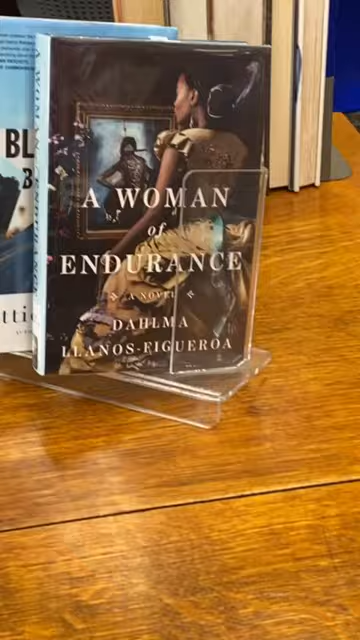 A WOMAN
of
ENDURANCE
A NOVEL
DAHLMA
LLANOS-FIGUEROA
BL